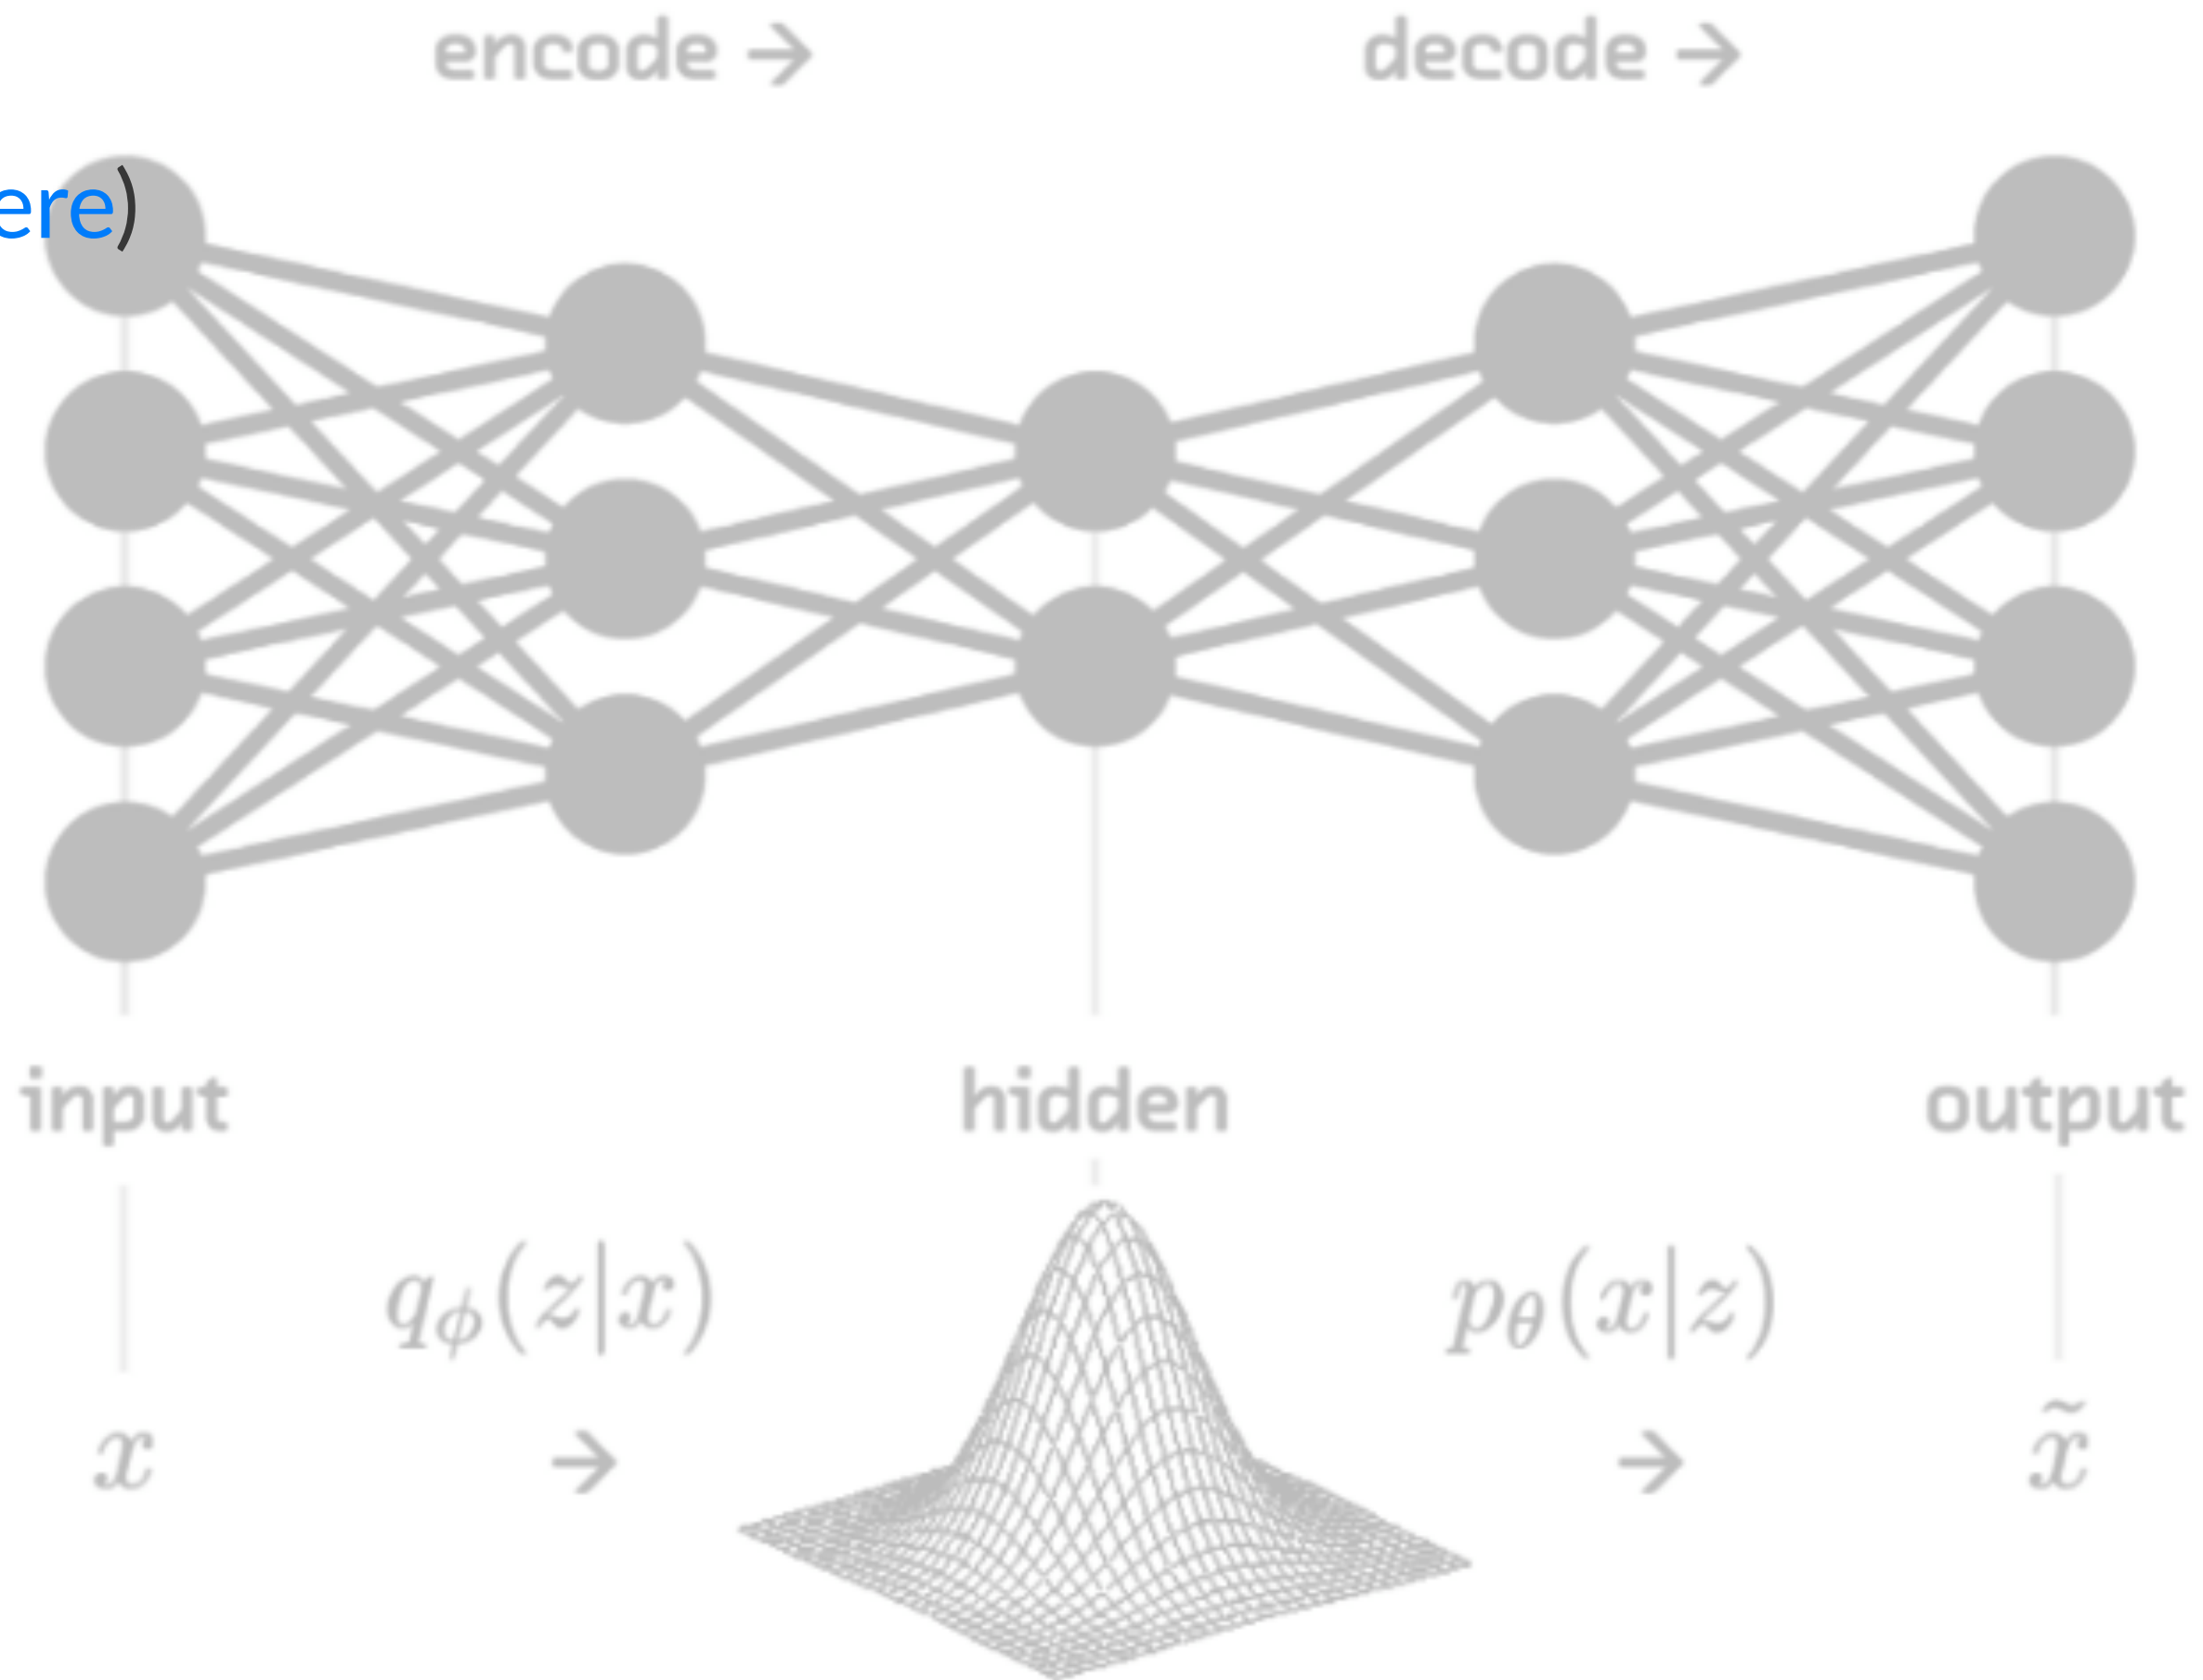 encode → decode →
ere)
input hidden output
qϕ(z|x) pθ(x|z)
x → → x̃